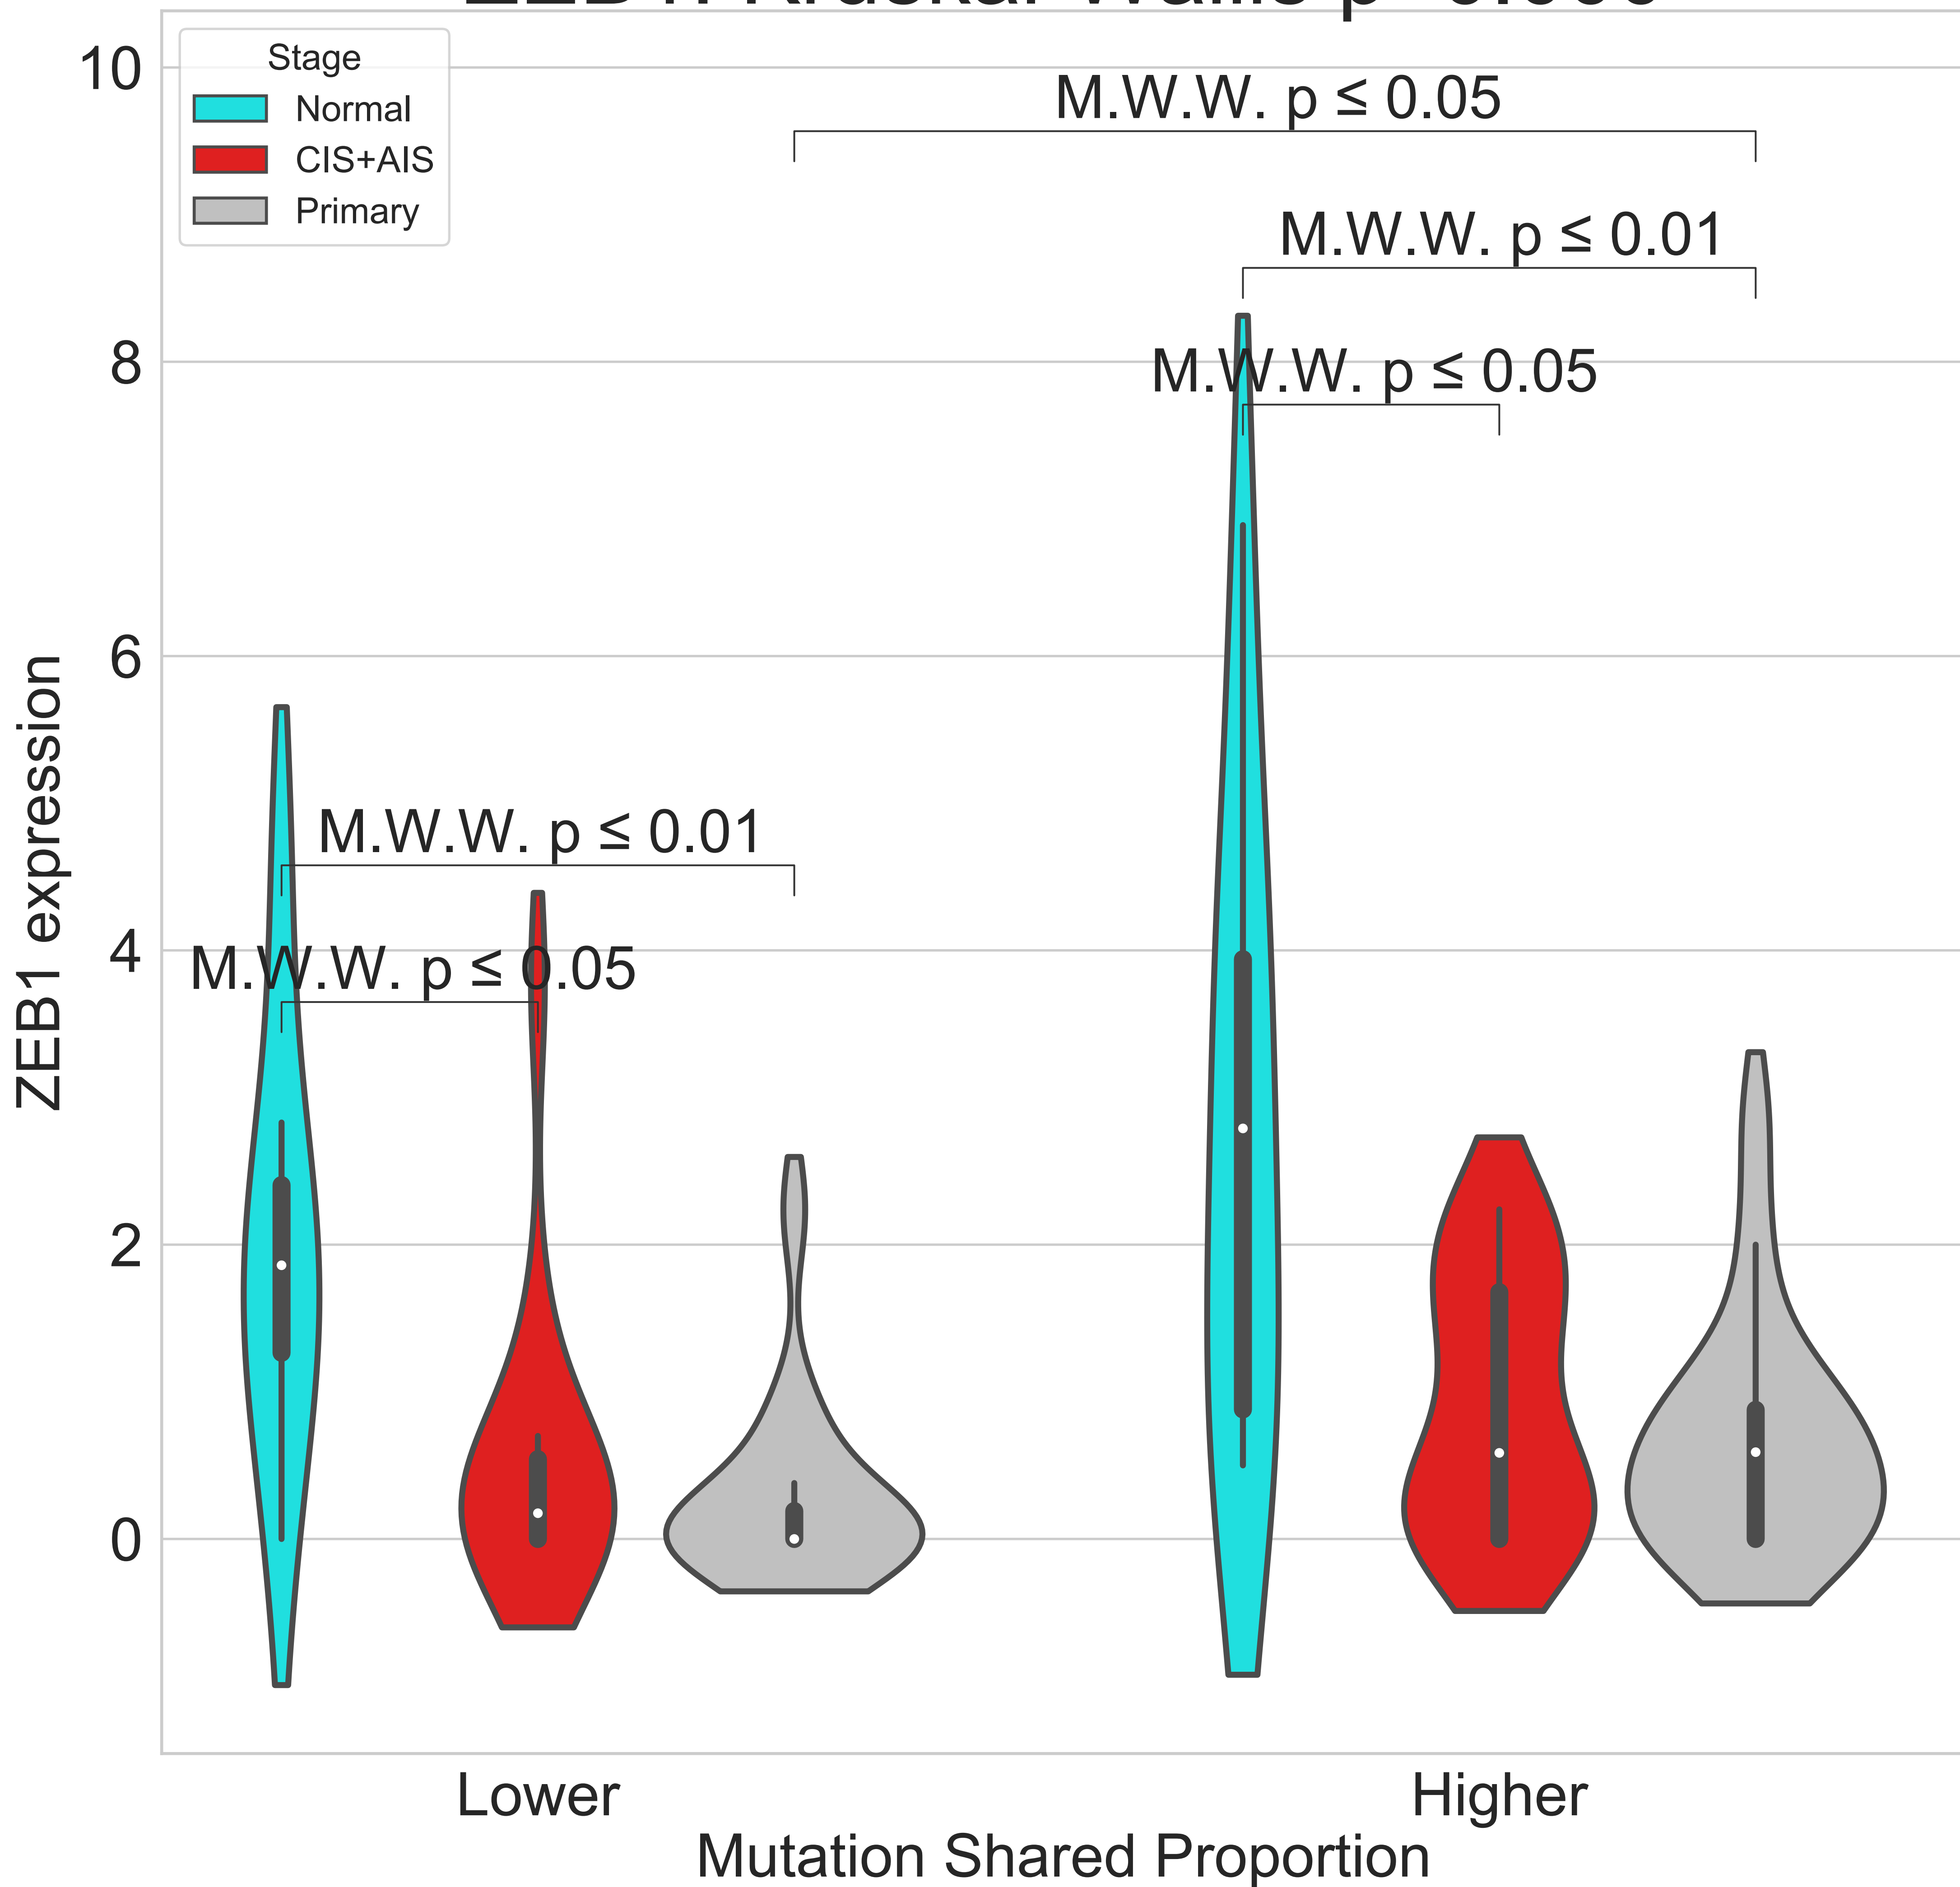 10
8
6
4
2
0
ZEB1 expression
Stage
Normal
CIS+AIS
Primary
M.W.W. p ≤ 0.05
M.W.W. p ≤ 0.01
M.W.W. p ≤ 0.05
M.W.W. p ≤ 0.01
M.W.W. p ≤ 0.05
Lower
Higher
Mutation Shared Proportion